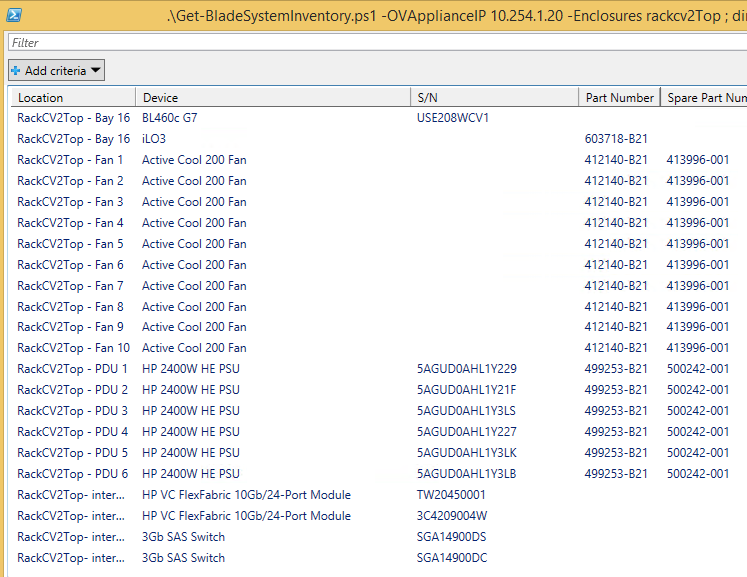 .\Get-BladeSystemInventory.ps1 -OVApplianceIP 10.254.1.20 -Enclosures rackcv2Top ; dir
Filter
Add criteria
Location Device S/N Part Number Spare Part Num
RackCV2Top - Bay 16 BL460c G7 USE208WCV1
RackCV2Top - Bay 16 iLO3 603718-B21
RackCV2Top - Fan 1 Active Cool 200 Fan 412140-B21 413996-001
RackCV2Top - Fan 2 Active Cool 200 Fan 412140-B21 413996-001
RackCV2Top - Fan 3 Active Cool 200 Fan 412140-B21 413996-001
RackCV2Top - Fan 4 Active Cool 200 Fan 412140-B21 413996-001
RackCV2Top - Fan 5 Active Cool 200 Fan 412140-B21 413996-001
RackCV2Top - Fan 6 Active Cool 200 Fan 412140-B21 413996-001
RackCV2Top - Fan 7 Active Cool 200 Fan 412140-B21 413996-001
RackCV2Top - Fan 8 Active Cool 200 Fan 412140-B21 413996-001
RackCV2Top - Fan 9 Active Cool 200 Fan 412140-B21 413996-001
RackCV2Top - Fan 10 Active Cool 200 Fan 412140-B21 413996-001
RackCV2Top - PDU 1 HP 2400W HE PSU 5AGUD0AHL1Y229 499253-B21 500242-001
RackCV2Top - PDU 2 HP 2400W HE PSU 5AGUD0AHL1Y21F 499253-B21 500242-001
RackCV2Top - PDU 3 HP 2400W HE PSU 5AGUD0AHL1Y3LS 499253-B21 500242-001
RackCV2Top - PDU 4 HP 2400W HE PSU 5AGUD0AHL1Y227 499253-B21 500242-001
RackCV2Top - PDU 5 HP 2400W HE PSU 5AGUD0AHL1Y3LK 499253-B21 500242-001
RackCV2Top - PDU 6 HP 2400W HE PSU 5AGUD0AHL1Y3LB 499253-B21 500242-001
RackCV2Top- inter... HP VC FlexFabric 10Gb/24-Port Module TW20450001
RackCV2Top- inter... HP VC FlexFabric 10Gb/24-Port Module 3C4209004W
RackCV2Top- inter... 3Gb SAS Switch SGA14900DS
RackCV2Top- inter... 3Gb SAS Switch SGA14900DC